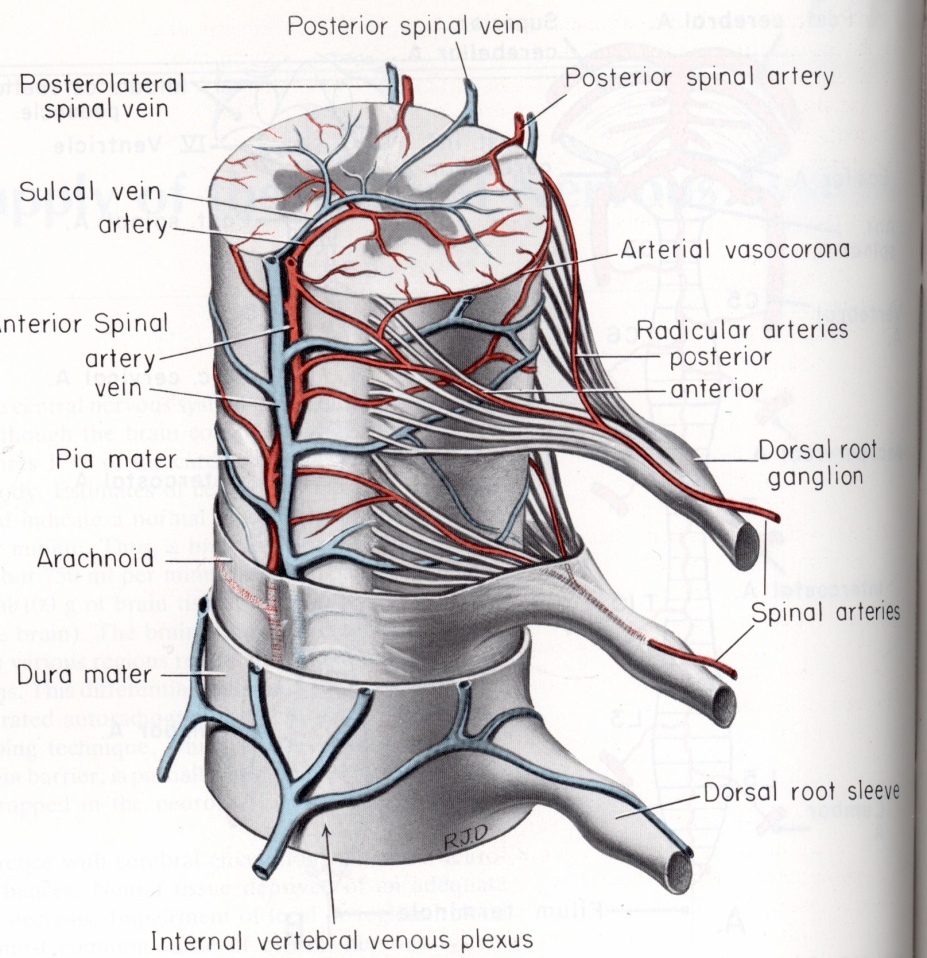 Posterior spinal vein
Posterolateral
spinal vein
Posterior spinal artery
Sulcal vein
artery
Arterial vasocorona
Anterior Spinal
artery
vein
Radicular arteries
posterior
anterior
Pia mater
Dorsal root
ganglion
Arachnoid
Spinal arteries
Dura mater
Dorsal root sleeve
RJD
Internal vertebral venous plexus